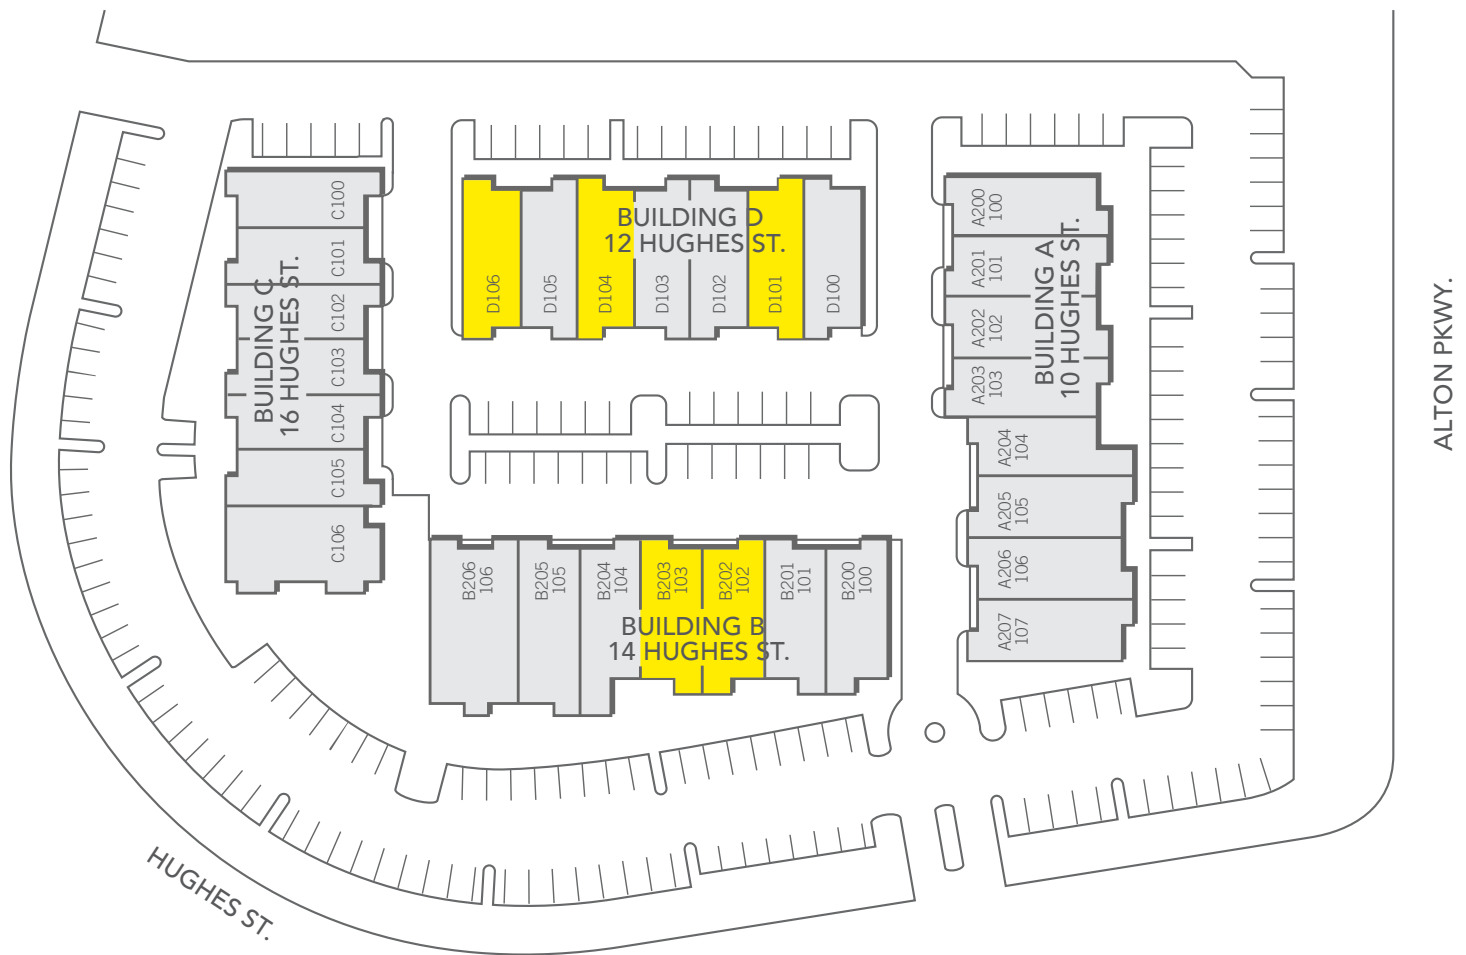 C100
C101
C102
C103
C104
C105
C106
BUILDING C
16 HUGHES ST.
BUILDING D
12 HUGHES ST.
D106
D105
D104
D103
D102
D101
D100
A200
100
A201
101
A202
102
A203
103
A204
104
A205
105
A206
106
A207
107
BUILDING A
10 HUGHES ST.
ALTON PKWY.
B206
106
B205
105
B204
104
B203
103
B202
102
B201
101
B200
100
BUILDING B
14 HUGHES ST.
HUGHES ST.